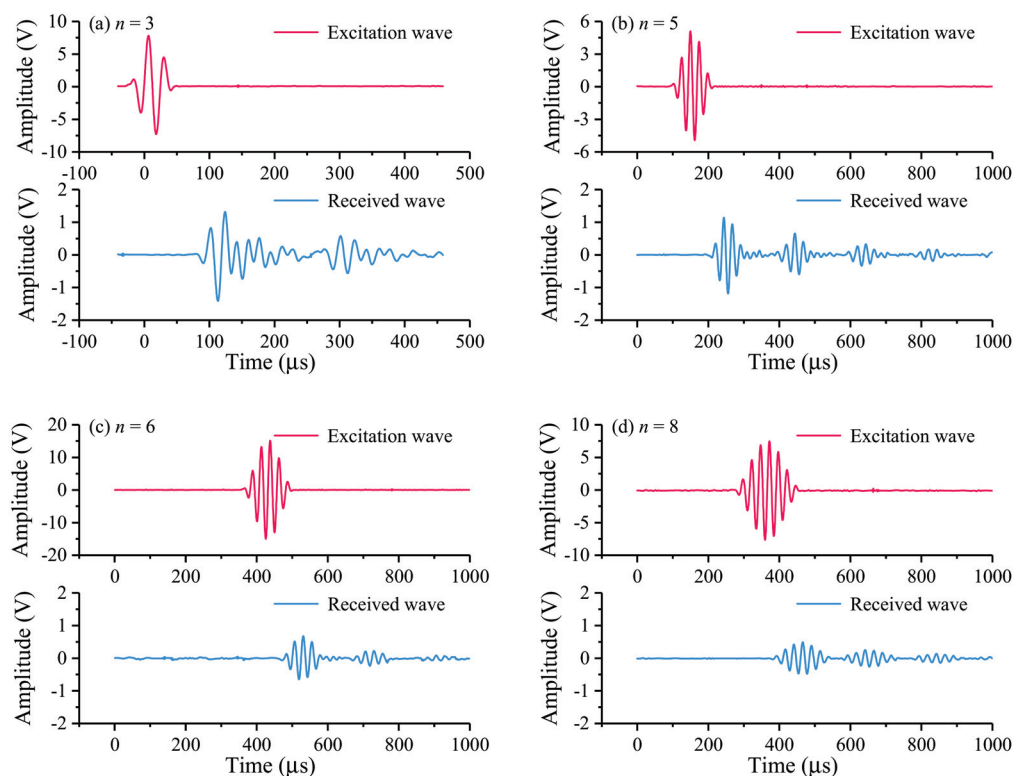 (a) n = 3
Excitation wave
Amplitude (V)
10
5
0
-5
-10
-100 0 100 200 300 400 500
Received wave
Amplitude (V)
2
1
0
-1
-2
-100 0 100 200 300 400 500
Time (μs)
(b) n = 5
Excitation wave
Amplitude (V)
6
3
0
-3
-6
0 200 400 600 800 1000
Received wave
Amplitude (V)
2
1
0
-1
-2
0 200 400 600 800 1000
Time (μs)
(c) n = 6
Excitation wave
Amplitude (V)
20
10
0
-10
-20
0 200 400 600 800 1000
Received wave
Amplitude (V)
2
1
0
-1
-2
0 200 400 600 800 1000
Time (μs)
(d) n = 8
Excitation wave
Amplitude (V)
10
5
0
-5
-10
0 200 400 600 800 1000
Received wave
Amplitude (V)
2
1
0
-1
-2
0 200 400 600 800 1000
Time (μs)